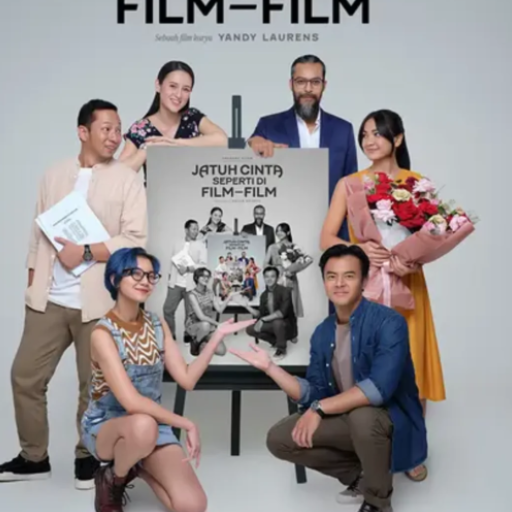 FILM–FILM
Sebuah film karya YANDY LAURENS
JATUH CINTA
SEPERTI DI
FILM–FILM